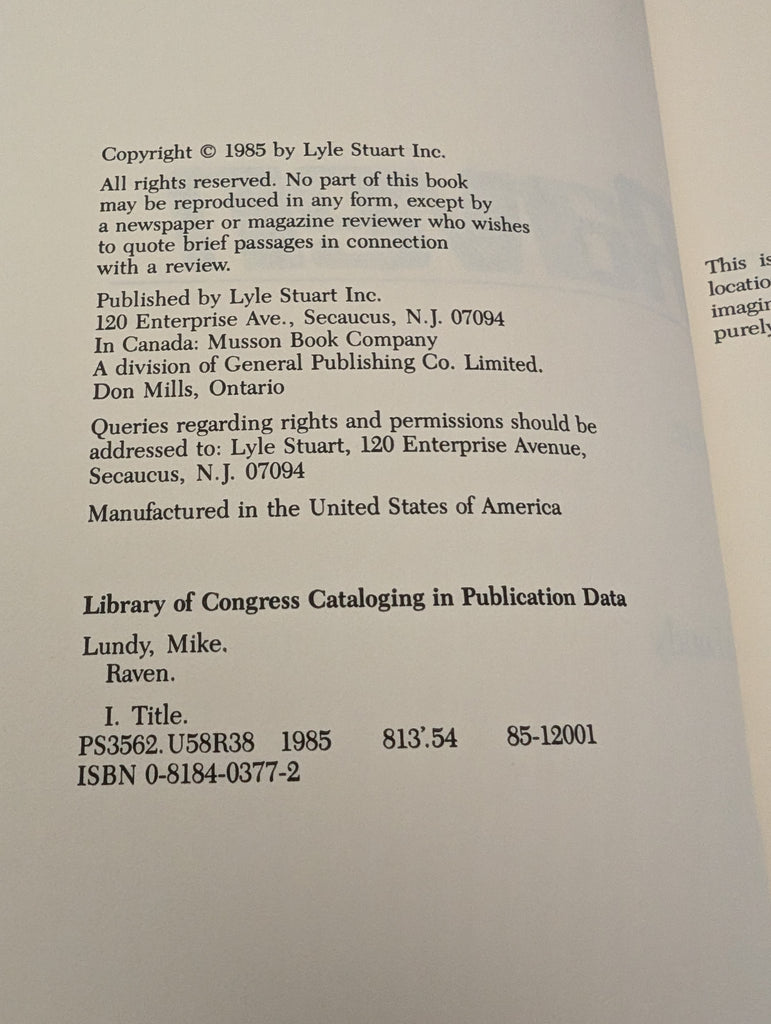 Copyright © 1985 by Lyle Stuart Inc.
All rights reserved. No part of this book
may be reproduced in any form, except by
a newspaper or magazine reviewer who wishes
to quote brief passages in connection
with a review.
Published by Lyle Stuart Inc.
120 Enterprise Ave., Secaucus, N.J. 07094
In Canada: Musson Book Company
A division of General Publishing Co. Limited.
Don Mills, Ontario
Queries regarding rights and permissions should be
addressed to: Lyle Stuart, 120 Enterprise Avenue,
Secaucus, N.J. 07094
Manufactured in the United States of America
Library of Congress Cataloging in Publication Data
Lundy, Mike.
Raven.
I. Title.
PS3562.U58R38 1985 813'.54 85-12001
ISBN 0-8184-0377-2
This is
locatio
imagin
purely